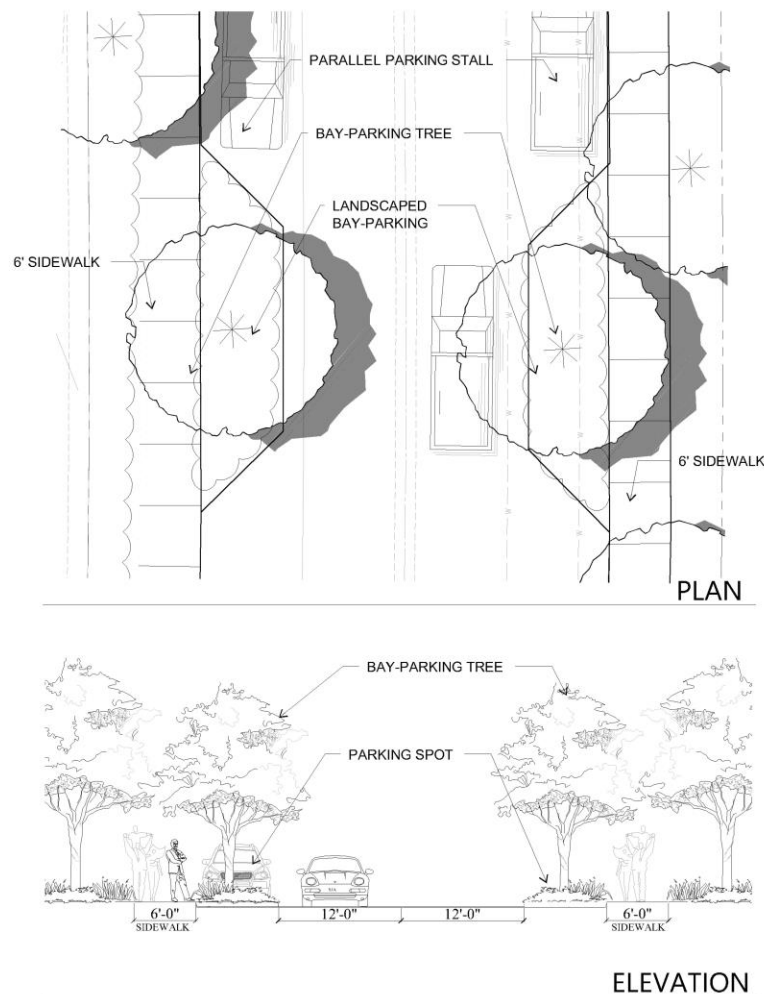 PARALLEL PARKING STALL
BAY-PARKING TREE
LANDSCAPED
BAY-PARKING
6' SIDEWALK
6' SIDEWALK
PLAN
BAY-PARKING TREE
PARKING SPOT
6'-0"
12'-0"
12'-0"
6'-0"
SIDEWALK
SIDEWALK
ELEVATION